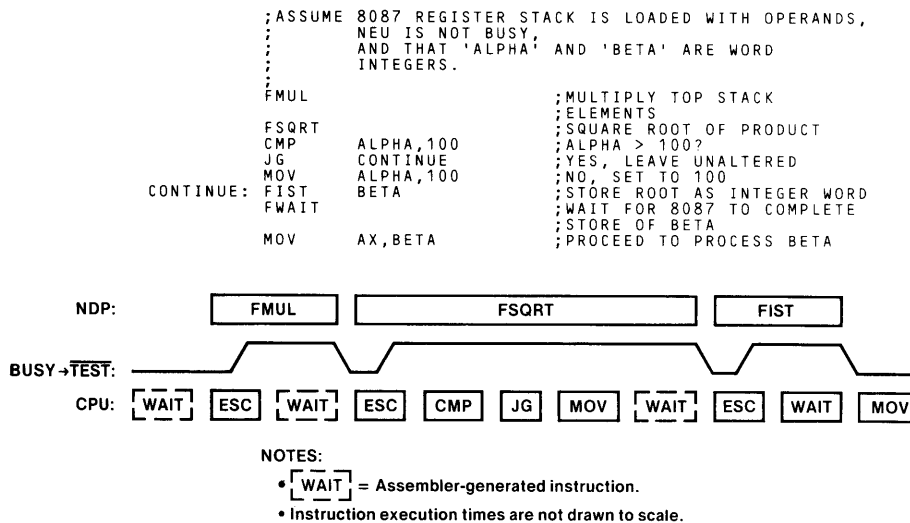 ;ASSUME 8087 REGISTER STACK IS LOADED WITH OPERANDS,
; NEU IS NOT BUSY,
; AND THAT 'ALPHA' AND 'BETA' ARE WORD
; INTEGERS.
;
FMUL ;MULTIPLY TOP STACK
;ELEMENTS
FSQRT ;SQUARE ROOT OF PRODUCT
CMP ALPHA,100 ;ALPHA > 100?
JG CONTINUE ;YES, LEAVE UNALTERED
MOV ALPHA,100 ;NO, SET TO 100
CONTINUE: FIST BETA ;STORE ROOT AS INTEGER WORD
FWAIT ;WAIT FOR 8087 TO COMPLETE
;STORE OF BETA
MOV AX,BETA ;PROCEED TO PROCESS BETA
NDP: FMUL FSQRT FIST
BUSY→TEST:
CPU: WAIT ESC WAIT ESC CMP JG MOV WAIT ESC WAIT MOV
NOTES:
• WAIT = Assembler-generated instruction.
• Instruction execution times are not drawn to scale.